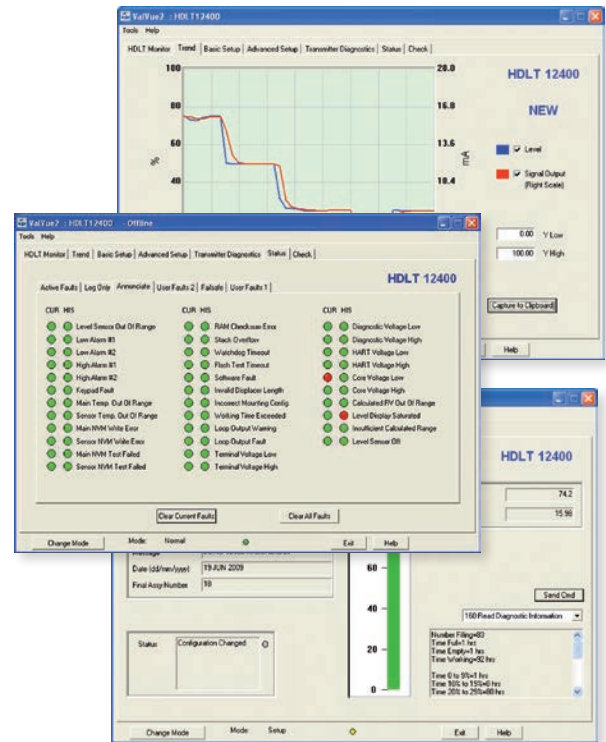 ValVue2 : HDLT12400
Tools Help
HDLT Monitor Trend Basic Setup Advanced Setup Transmitter Diagnostics Status Check
HDLT 12400
NEW
100
80
60
40
%
20.0
16.8
13.6
10.4
mA
Level
Signal Output
(Right Scale)
0.00 Y Low
100.00 Y High
Capture to Clipboard
Help
ValVue2 : HDLT12400 - Offline
Tools Help
HDLT Monitor Trend Basic Setup Advanced Setup Transmitter Diagnostics Status Check
HDLT 12400
Active Faults Log Only Annunciate User Faults 2 Failsafe User Faults 1
CUR HIS
Level Sensor Out Of Range
Low Alarm #1
Low Alarm #2
High Alarm #1
High Alarm #2
Keypad Fault
Main Temp. Out Of Range
Sensor Temp. Out Of Range
Main NVM Write Error
Sensor NVM Write Error
Main NVM Test Failed
Sensor NVM Test Failed
CUR HIS
RAM Checksum Error
Stack Overflow
Watchdog Timeout
Flash Test Timeout
Software Fault
Invalid Displacer Length
Incorrect Mounting Config
Working Time Exceeded
Loop Output Warning
Loop Output Fault
Terminal Voltage Low
Terminal Voltage High
CUR HIS
Diagnostic Voltage Low
Diagnostic Voltage High
HART Voltage Low
HART Voltage High
Core Voltage Low
Core Voltage High
Calculated PV Out Of Range
Level Display Saturated
Insufficient Calculated Range
Level Sensor Off
Clear Current Faults Clear All Faults
Change Mode Mode: Normal Exit Help
HDLT 12400
74.2
15.98
Message
Date (dd/mm/yyyy) 19 JUN 2009
Final Assy Number 18
Status Configuration Changed
60
40
20
0
Send Cmd
160 Read Diagnostic Information
Number Filling=83
Time Full=1 hrs
Time Empty=1 hrs
Time Working=92 hrs
Time 0 to 5%=1 hrs
Time 10% to 15%=0 hrs
Time 20% to 25%=80 hrs
Change Mode Mode: Setup Exit Help